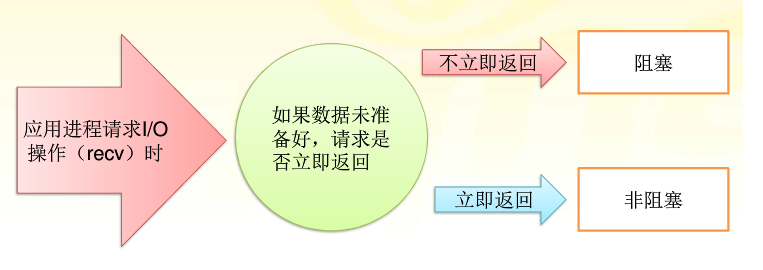 应用进程请求I/O
操作（recv）时
如果数据未准
备好，请求是
否立即返回
不立即返回
阻塞
立即返回
非阻塞